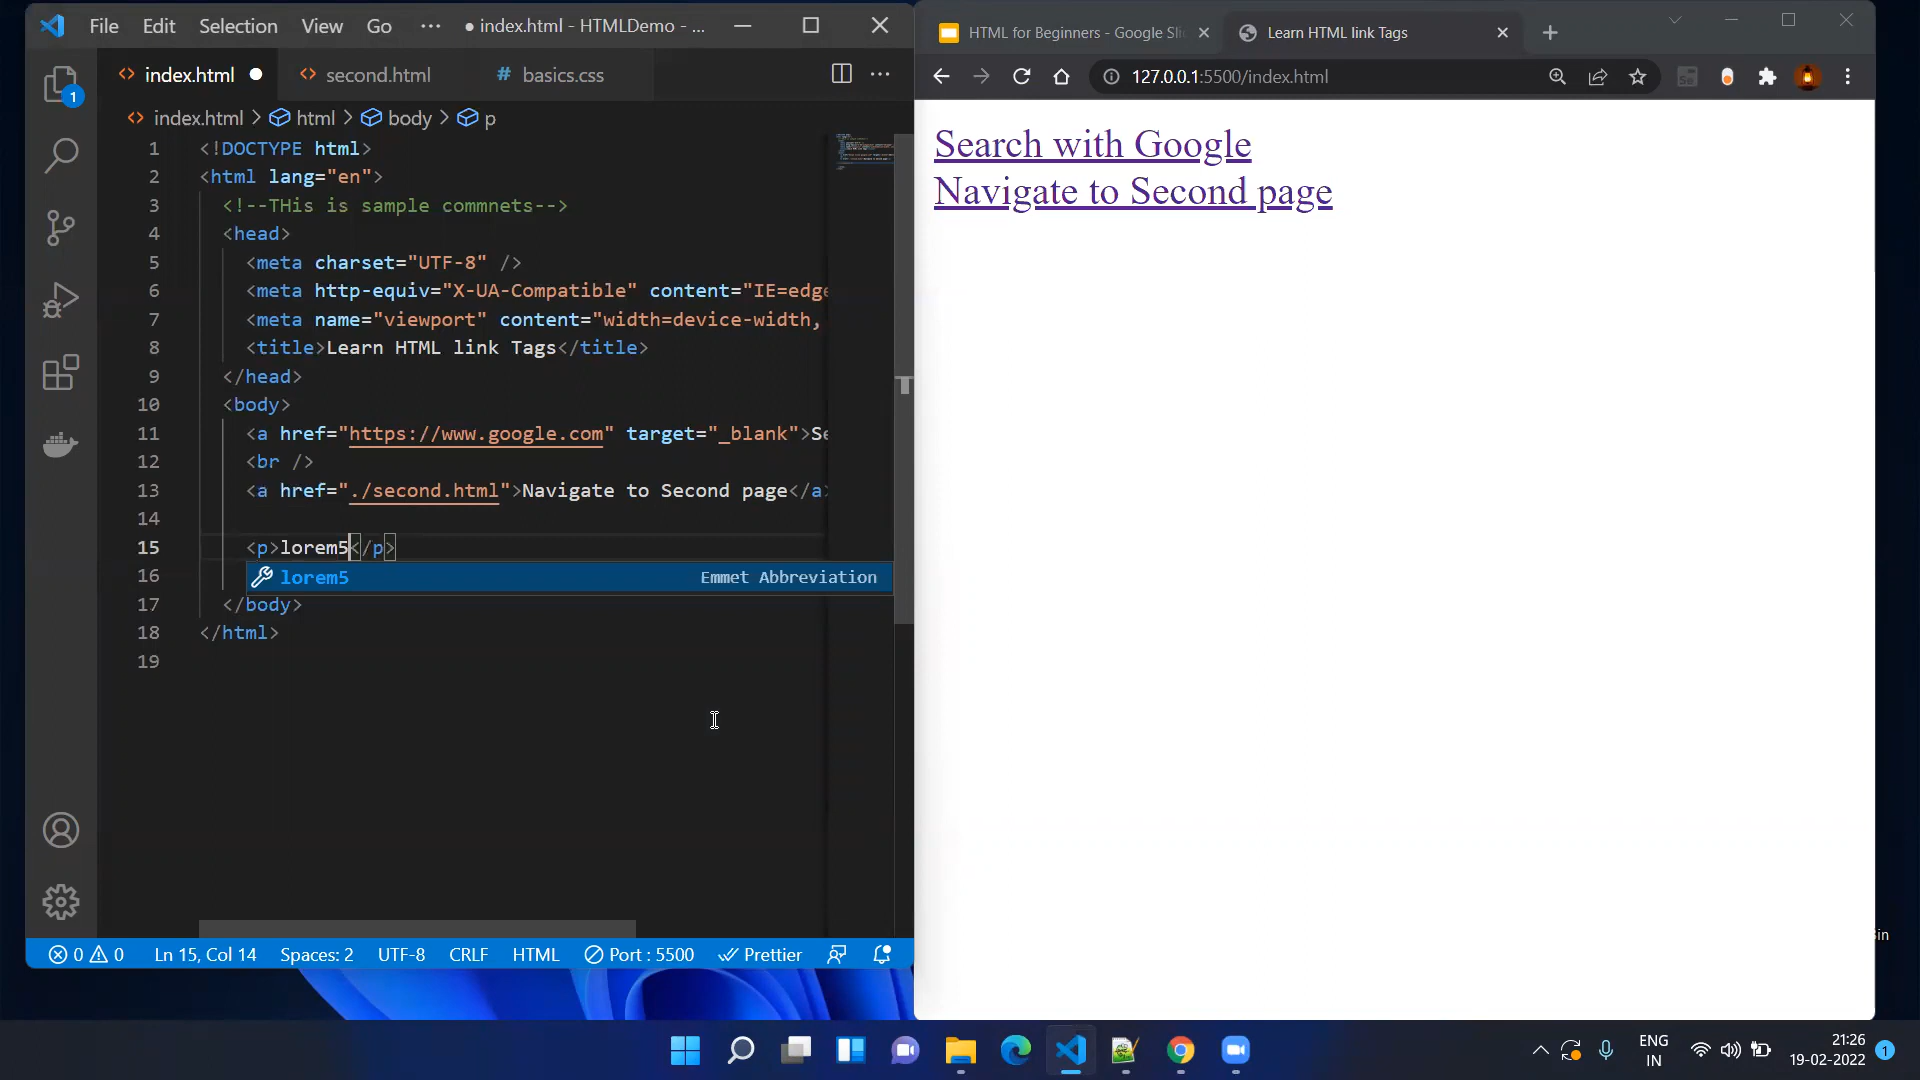 File Edit Selection View Go ··· ● index.html - HTMLDemo - ...
index.html ● second.html # basics.css ···
index.html > html > body > p
1 <!DOCTYPE html>
2 <html lang="en">
3 <!--THis is sample commnets-->
4 <head>
5 <meta charset="UTF-8" />
6 <meta http-equiv="X-UA-Compatible" content="IE=edge
7 <meta name="viewport" content="width=device-width,
8 <title>Learn HTML link Tags</title>
9 </head>
10 <body>
11 <a href="https://www.google.com" target="_blank">Se
12 <br />
13 <a href="./second.html">Navigate to Second page</a>
14
15 <p>lorem5</p>
lorem5 Emmet Abbreviation
16
17 </body>
18 </html>
19
1
0 0 Ln 15, Col 14 Spaces: 2 UTF-8 CRLF HTML Port : 5500 Prettier
HTML for Beginners - Google Sli Learn HTML link Tags
127.0.0.1:5500/index.html Se
Search with Google
Navigate to Second page
ENG
IN
21:26
19-02-2022
1